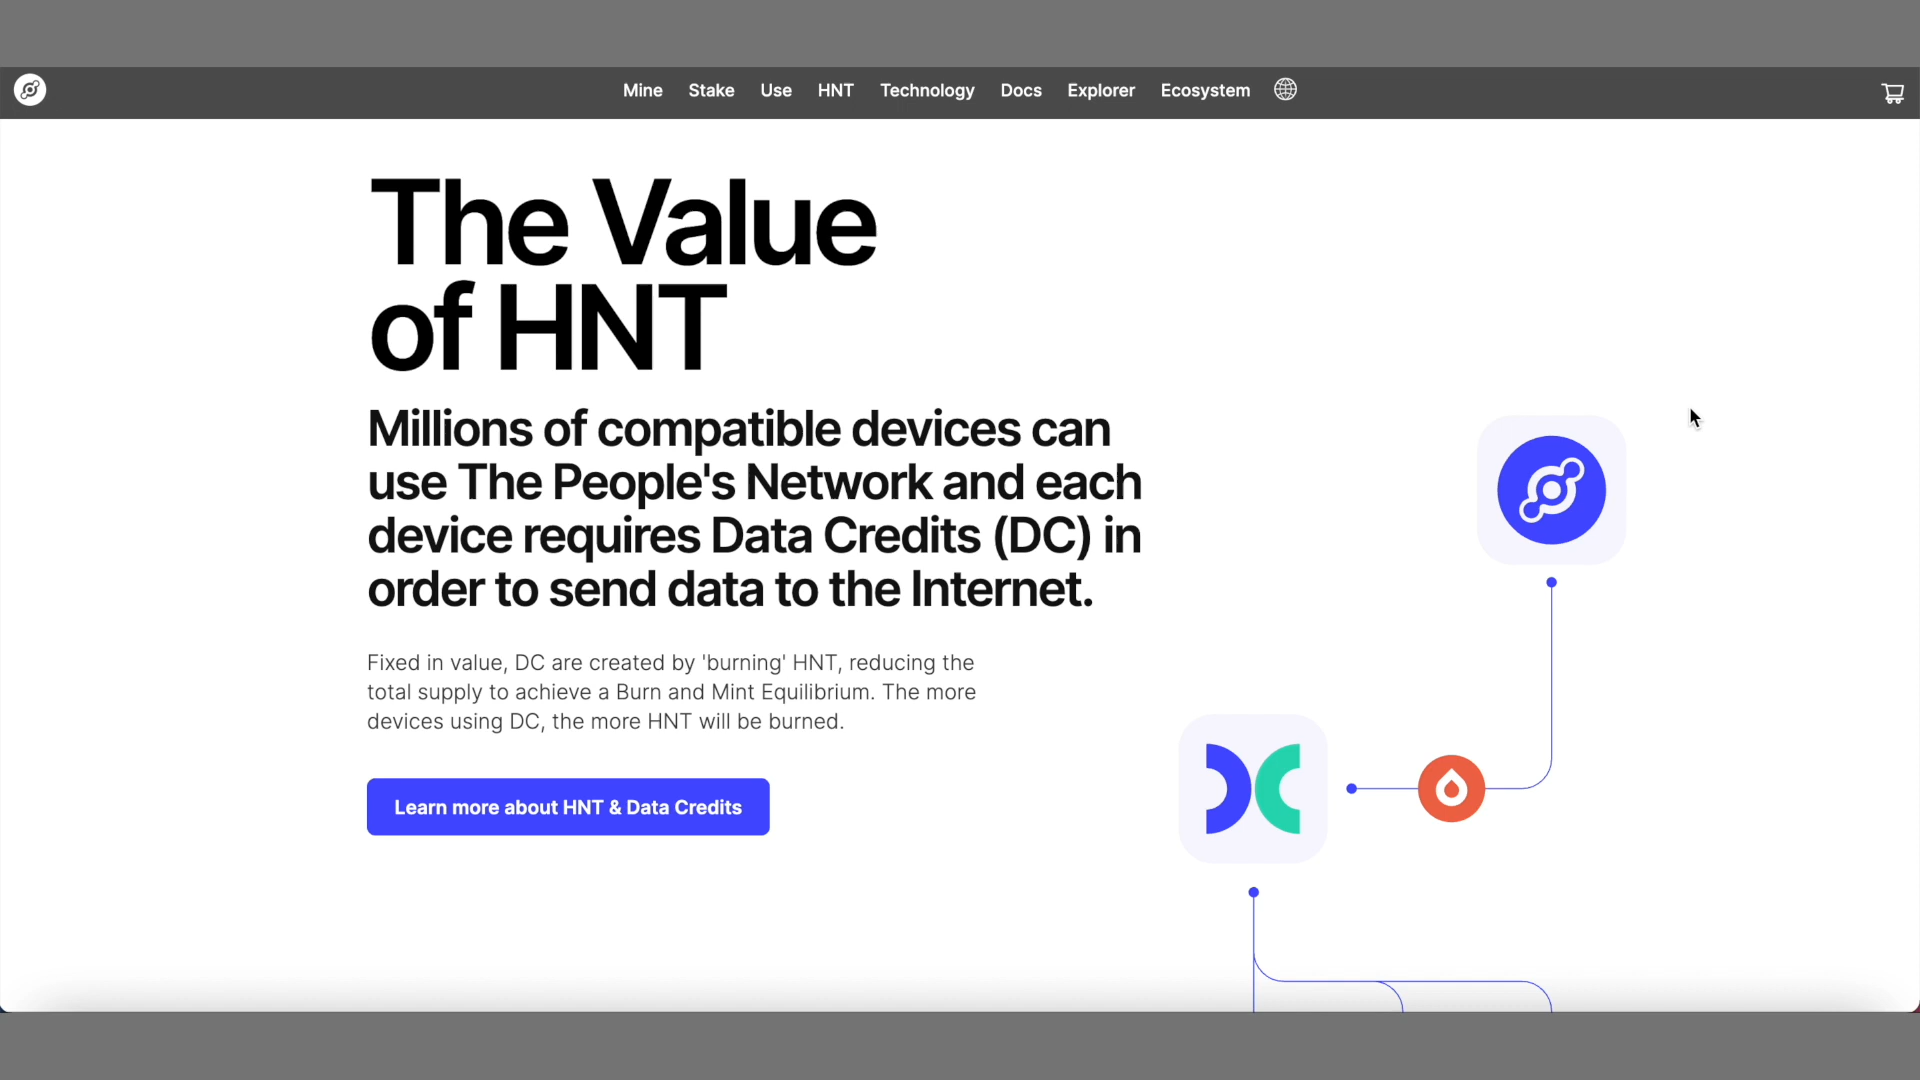 Mine Stake Use HNT Technology Docs Explorer Ecosystem
The Value
of HNT
Millions of compatible devices can
use The People's Network and each
device requires Data Credits (DC) in
order to send data to the Internet.
Fixed in value, DC are created by 'burning' HNT, reducing the
total supply to achieve a Burn and Mint Equilibrium. The more
devices using DC, the more HNT will be burned.
Learn more about HNT & Data Credits